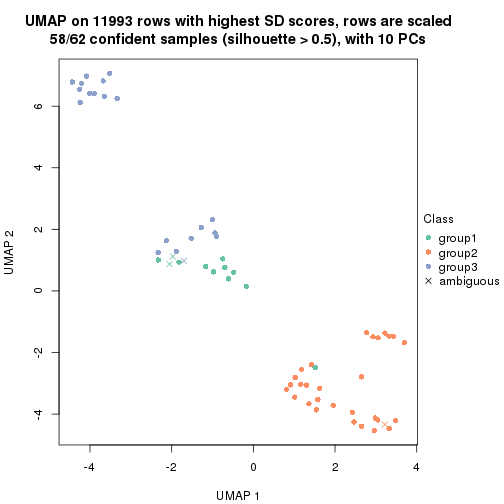 UMAP on 11993 rows with highest SD scores, rows are scaled
58/62 confident samples (silhouette > 0.5), with 10 PCs
6
4
2
0
-2
-4
UMAP 2
-4
-2
0
2
4
UMAP 1
Class
group1
group2
group3
ambiguous